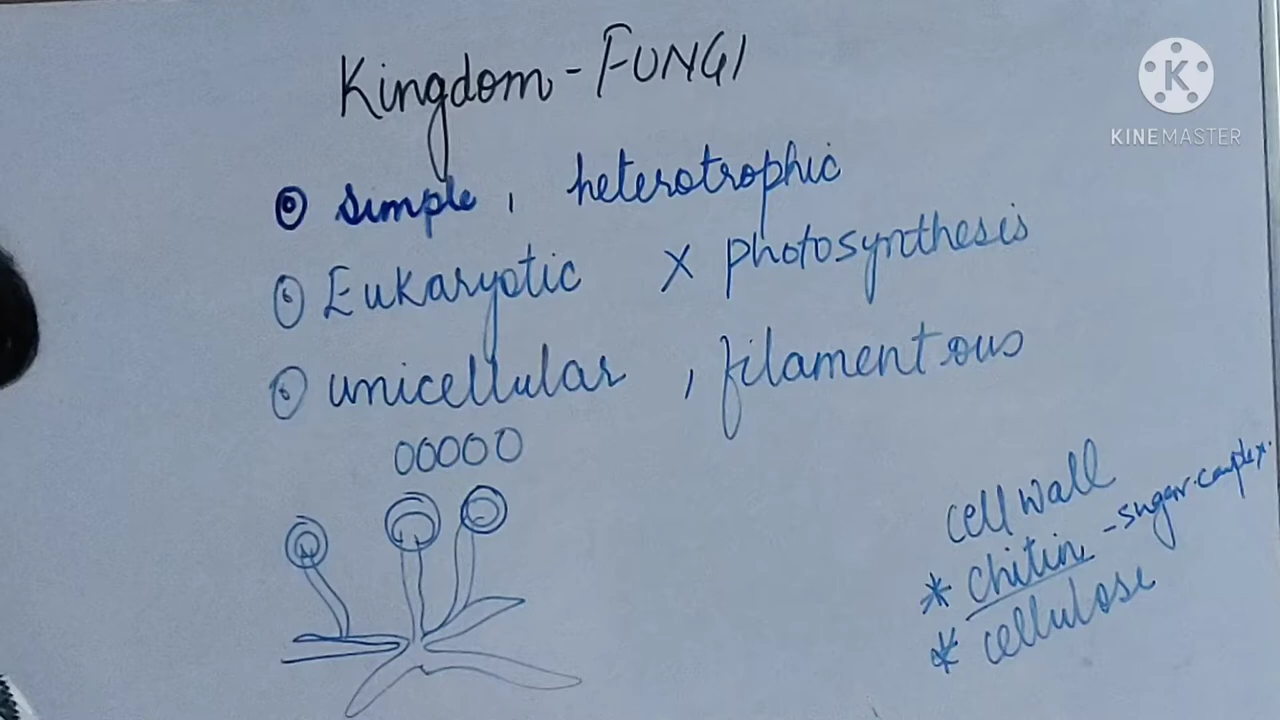 Kingdom - FUNGI
K
KINEMASTER
simple, heterotrophic
Eukaryotic X photosynthesis
unicellular, filamentous
cell wall
* chitin - sugar complex.
* cellulose